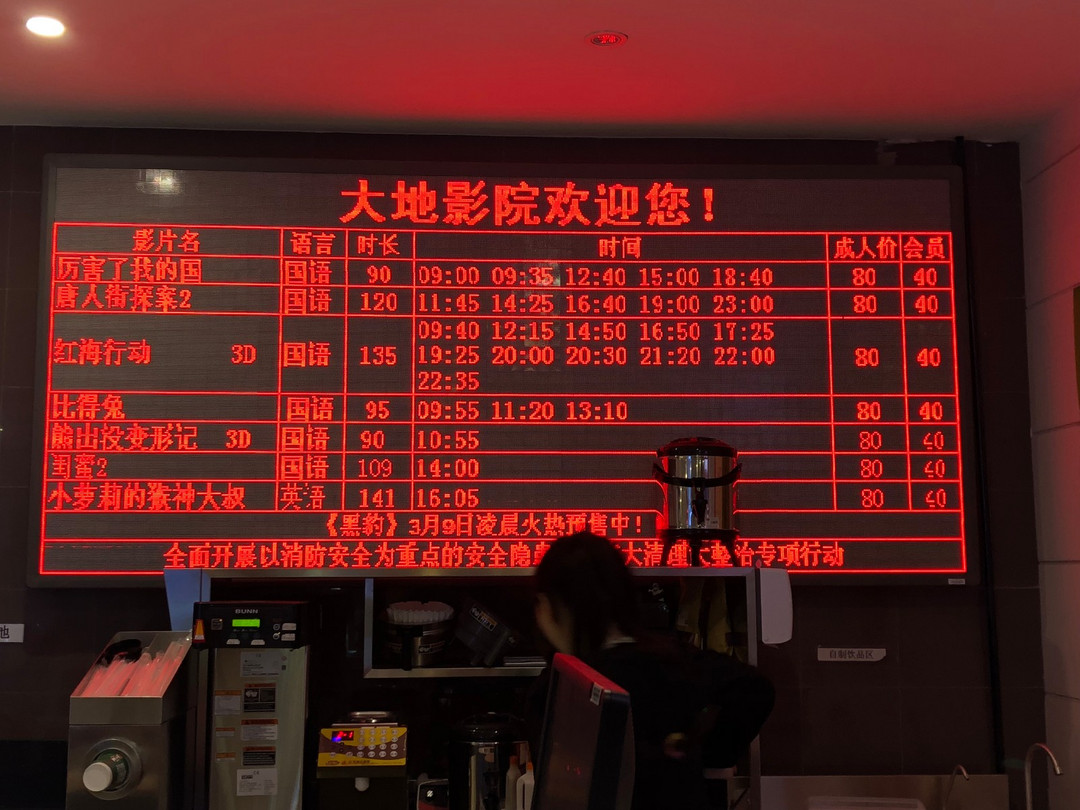 大地影院欢迎您!
影片名 语言 时长 时间 成人价 会员
厉害了我的国 国语 90 09:00 09:35 12:40 15:00 18:40 80 40
唐人街探案2 国语 120 11:45 14:25 16:40 19:00 23:00 80 40
红海行动 3D 国语 135 09:40 12:15 14:50 16:50 17:25 80 40
19:25 20:00 20:30 21:20 22:00
22:35
比得兔 国语 95 09:55 11:20 13:10 80 40
熊出没变形记 3D 国语 90 10:55 80 40
闺蜜2 国语 109 14:00 80 40
小萝莉的猴神大叔 英语 141 16:05 80 40
《黑豹》3月9日凌晨火热预售中!
全面开展以消防安全为重点的安全隐 大清理大整治专项行动
BUNN
自制饮品区